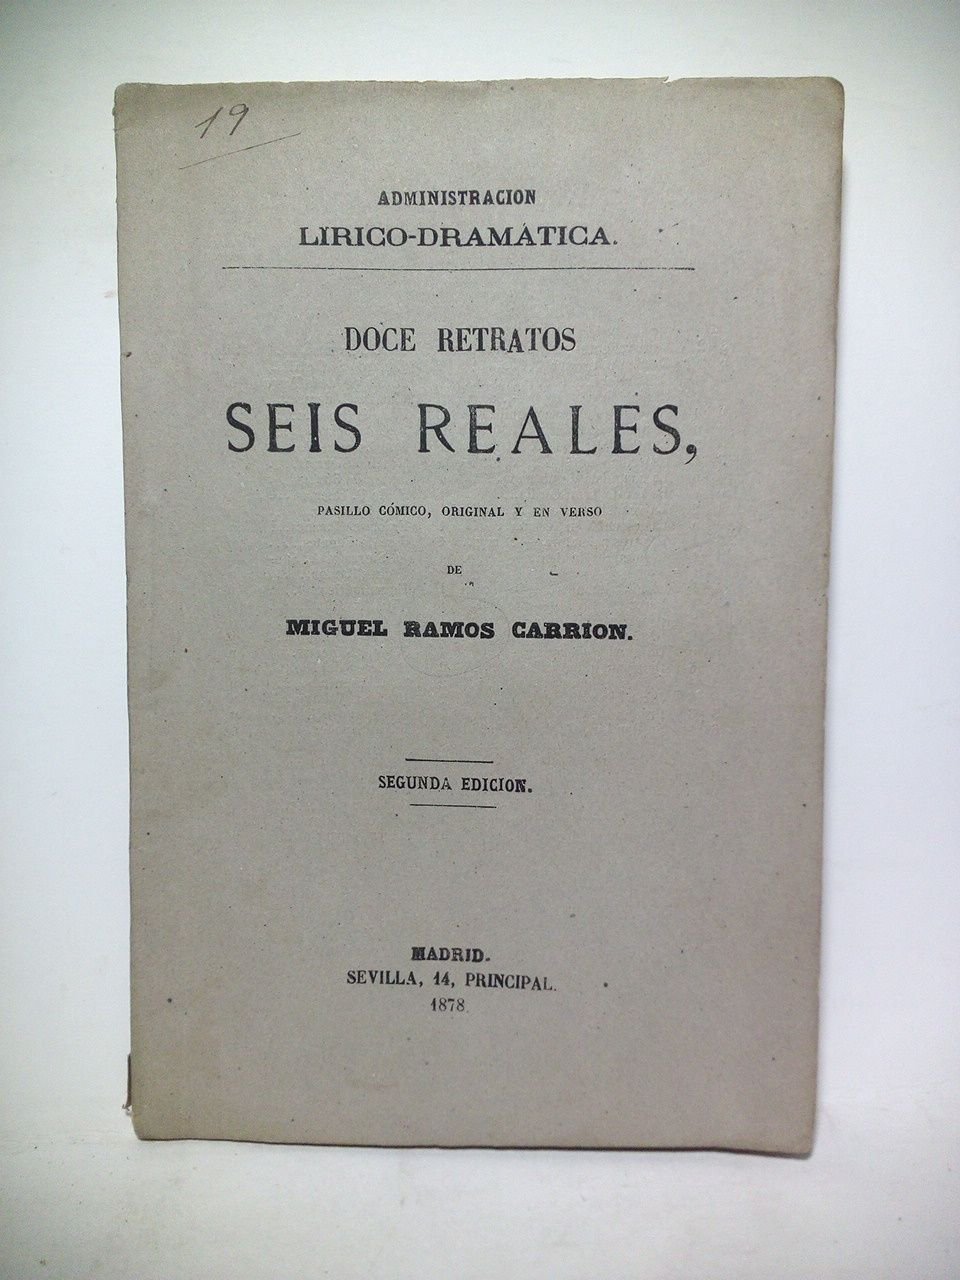 19
ADMINISTRACION
LÍRICO-DRAMÁTICA.
DOCE RETRATOS
SEIS REALES,
PASILLO CÓMICO, ORIGINAL Y EN VERSO
DE
MIGUEL RAMOS CARRION.
SEGUNDA EDICION.
MADRID.
SEVILLA, 14, PRINCIPAL.
1878